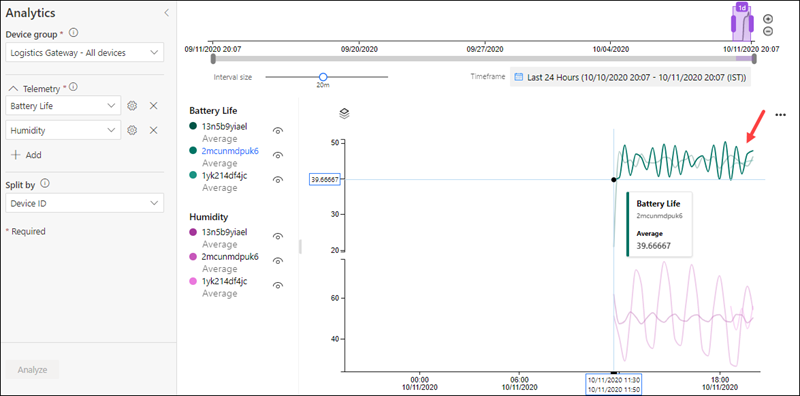 Analytics
Device group *
Logistics Gateway - All devices
Telemetry *
Battery Life
Humidity
Add
Split by
Device ID
* Required
Analyze
1d
09/11/2020 20:07
09/20/2020
09/27/2020
10/04/2020
10/11/2020 20:07
Interval size
20m
Timeframe
Last 24 Hours (10/10/2020 20:07 - 10/11/2020 20:07 (IST))
Battery Life
13n5b9yiael
Average
2mcunmdpuk6
Average
1yk214df4jc
Average
Humidity
13n5b9yiael
Average
2mcunmdpuk6
Average
1yk214df4jc
Average
50
39.66667
30
20
60
40
Battery Life
2mcunmdpuk6
Average
39.66667
00:00
10/11/2020
06:00
10/11/2020
10/11/2020 11:30
10/11/2020 11:50
18:00
10/11/2020